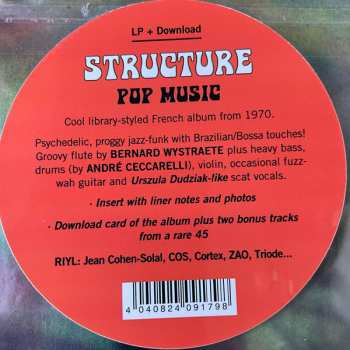 LP + Download
STRUCTURE
POP MUSIC
Cool library-styled French album from 1970.
Psychedelic, proggy jazz-funk with Brazilian/Bossa touches!
Groovy flute by BERNARD WYSTRAETE plus heavy bass,
drums (by ANDRÉ CECCARELLI), violin, occasional fuzz-
wah guitar and Urszula Dudziak-like scat vocals.
· Insert with liner notes and photos
· Download card of the album plus two bonus tracks
from a rare 45
RIYL: Jean Cohen-Solal, COS, Cortex, ZAO, Triode...
4 040824 091798